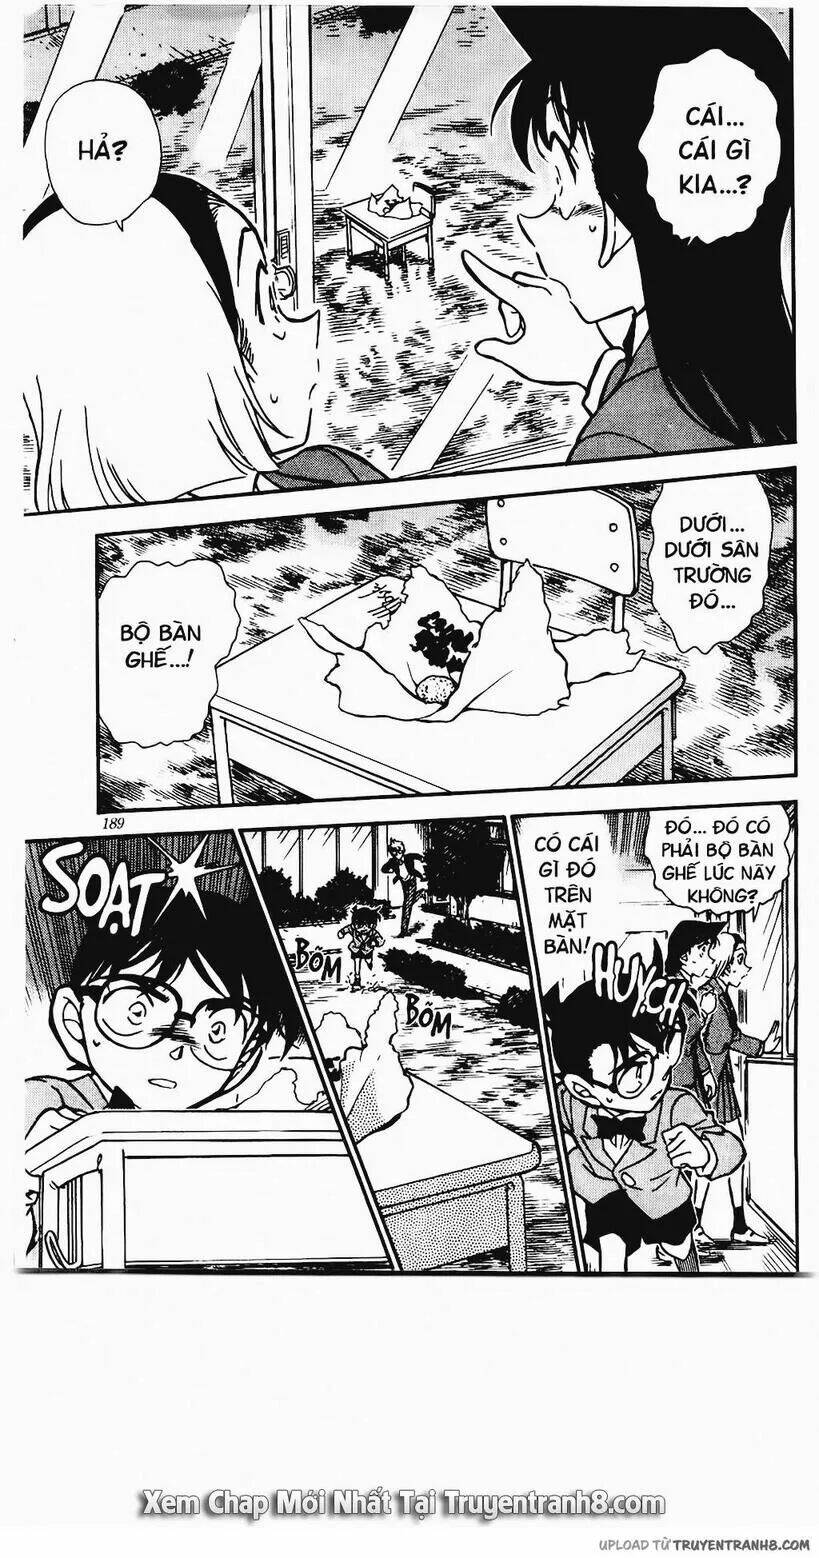 CÁI...
CÁI GÌ
KIA...?
HẢ?
DƯỚI...
DƯỚI SÂN
TRƯỜNG
ĐÓ...
BỘ BÀN
GHẾ...!
189
ĐÓ... ĐÓ CÓ
PHẢI BỘ BÀN
GHẾ LÚC NÃY
KHÔNG?
CÓ CÁI
GÌ ĐÓ
TRÊN
MẶT
BÀN!
HUỴCH
BÕM
BÕM
SOẠT
Xem Chap Mới Nhất Tại Truyentranh8.com
UPLOAD TỪ TRUYENTRANH8.COM